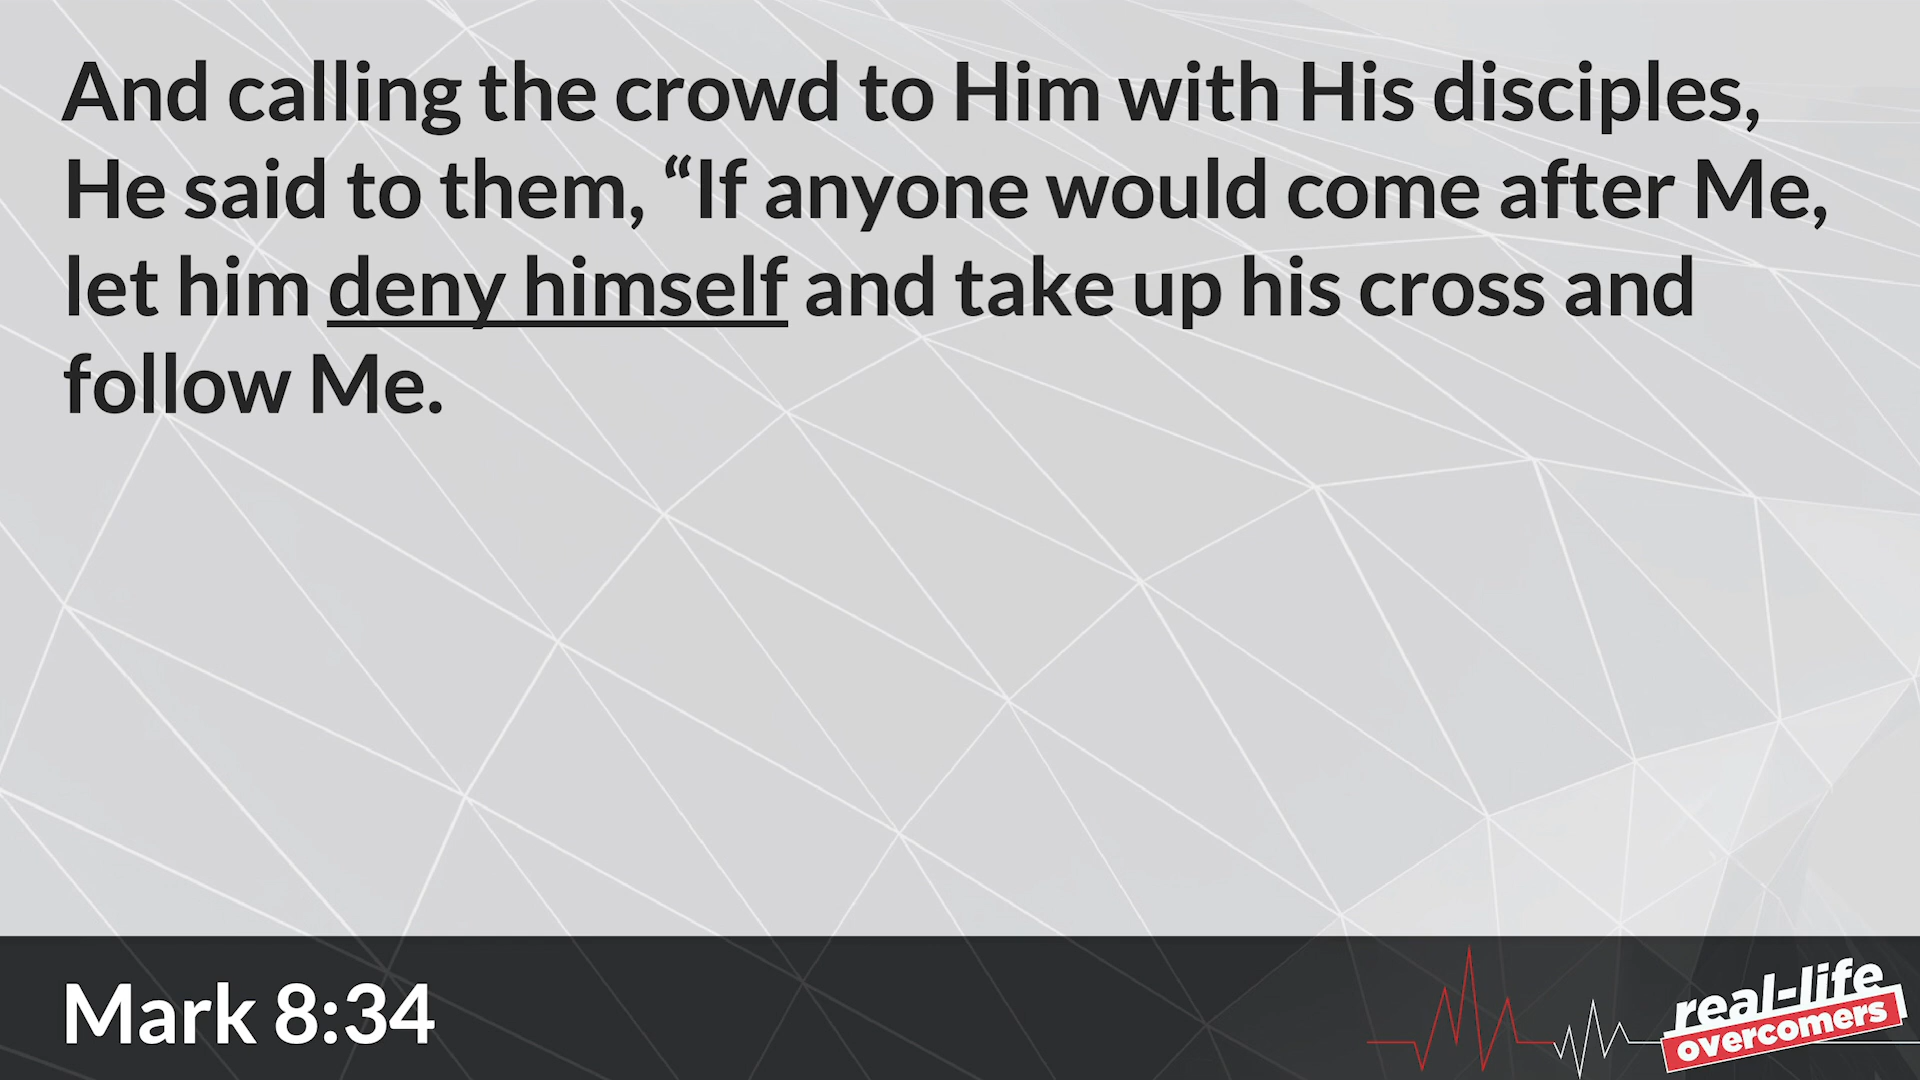 And calling the crowd to Him with His disciples,
He said to them, “If anyone would come after Me,
let him deny himself and take up his cross and
follow Me.
Mark 8:34
real-life
overcomers